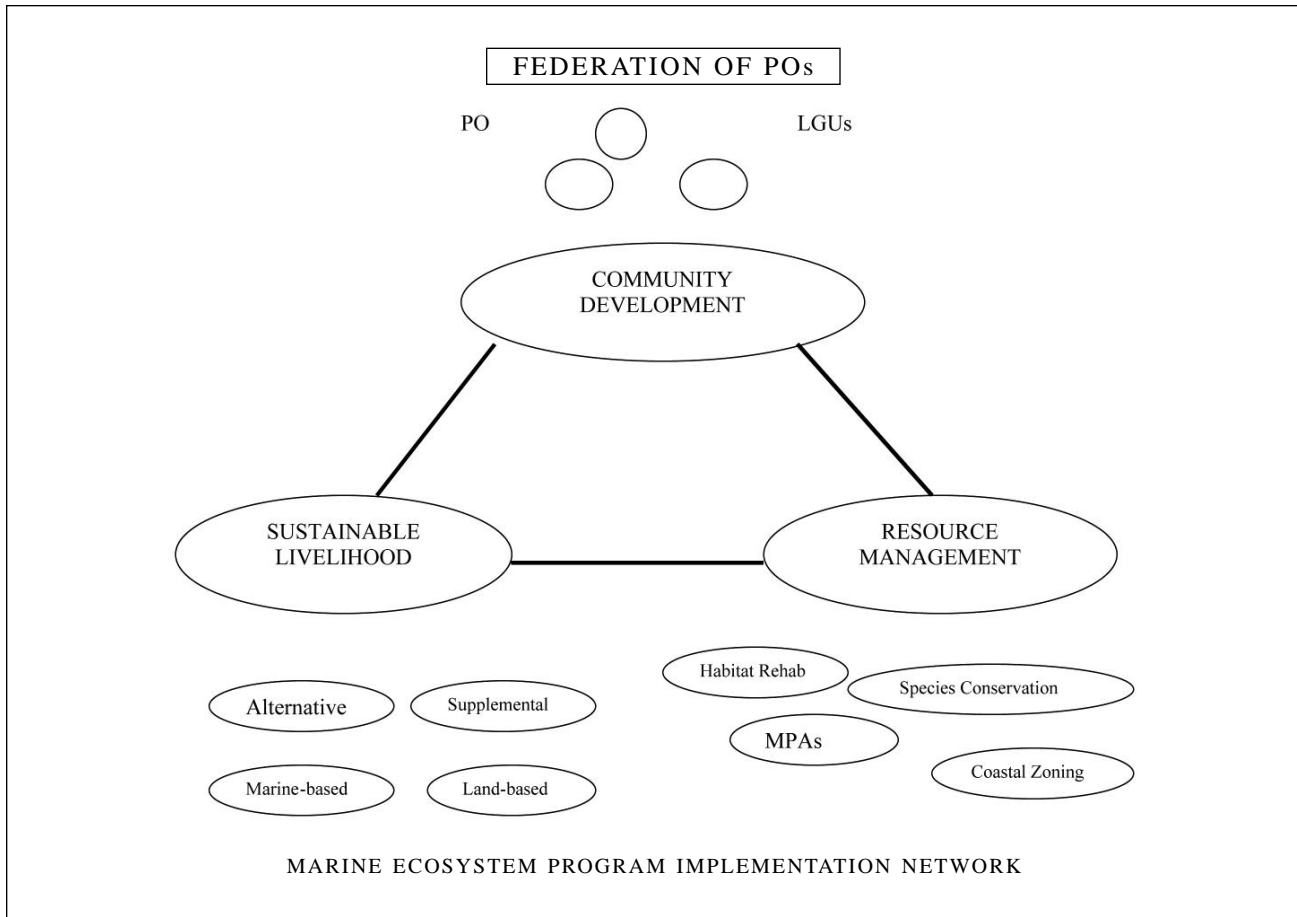 FEDERATION OF POs
PO
LGUs
COMMUNITY
DEVELOPMENT
SUSTAINABLE
LIVELIHOOD
RESOURCE
MANAGEMENT
Habitat Rehab
Species Conservation
Alternative
Supplemental
MPAs
Marine-based
Land-based
Coastal Zoning
MARINE ECOSYSTEM PROGRAM IMPLEMENTATION NETWORK